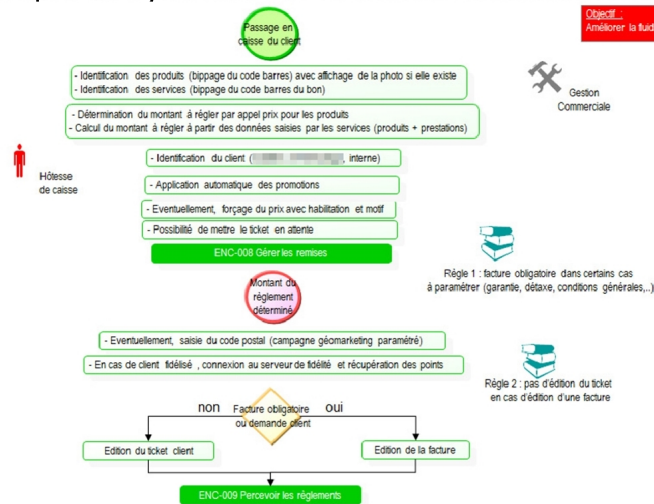 Objectif :
Améliorer la fluid
Passage en
caisse du client
- Identification des produits (bippage du code barres) avec affichage de la photo si elle existe
- Identification des services (bippage du code barres du bon)
Gestion
Commerciale
- Détermination du montant à régler par appel prix pour les produits
- Calcul du montant à régler à partir des données saisies par les services (produits + prestations)
- Identification du client (, interne)
Hôtesse
de caisse
- Application automatique des promotions
- Eventuellement, forçage du prix avec habilitation et motif
- Possibilité de metre le ticket en attente
ENC-008 Gérer les remises
Règle 1 : facture obligatoire dans certains cas
à paramétrer (garantie, détaxe, conditions générales,..)
Montant du
règlement
déterminé
- Eventuellement, saisie du code postal (campagne géomarketing paramétré)
- En cas de client fidélisé , connexion au serveur de fidélité et récupération des points
Règle 2 : pas d'édition du ticket
en cas d'édition d'une facture
non
Facture obligatoire
ou demande client
oui
Edition du ticket client
Edition de la facture
ENC-009 Percevoir les règlements